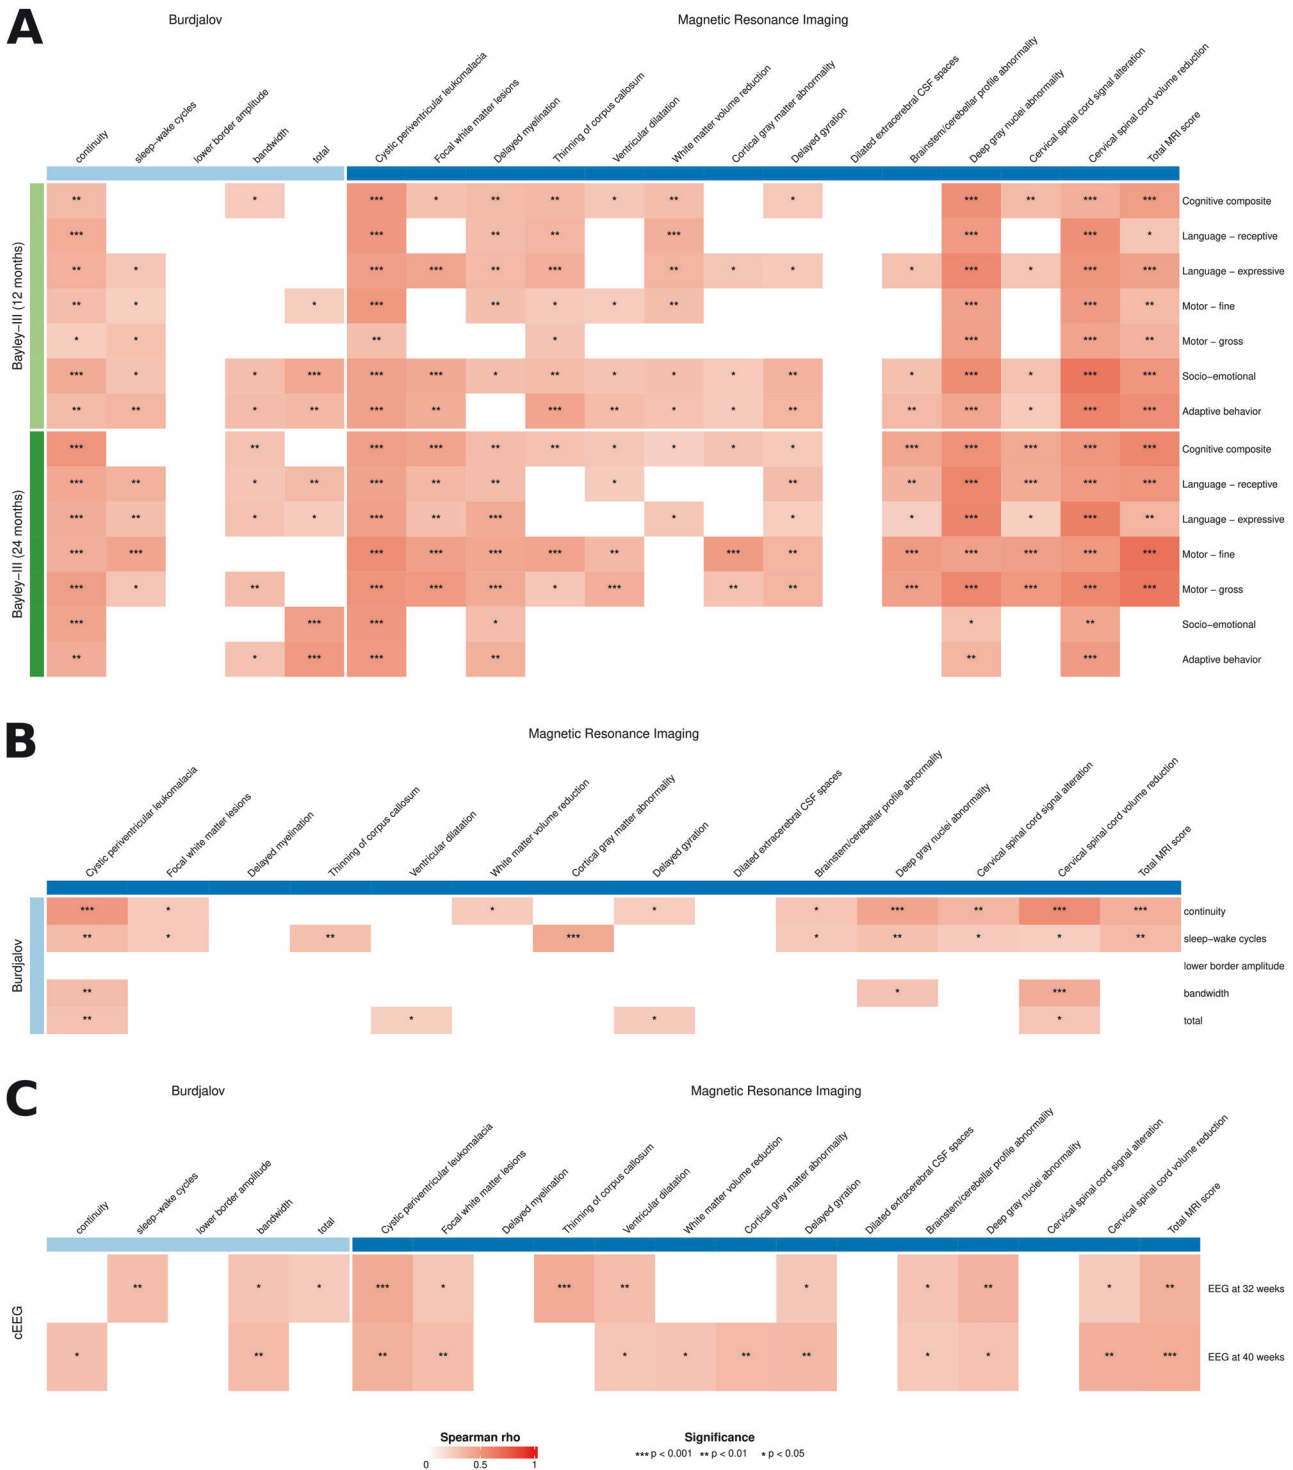 A
Burdjalov
Magnetic Resonance Imaging
continuity
sleep−wake cycles
lower border amplitude
bandwidth
total
Cystic periventricular leukomalacia
Focal white matter lesions
Delayed myelination
Thinning of corpus callosum
Ventricular dilatation
White matter volume reduction
Cortical gray matter abnormality
Delayed gyration
Dilated extracerebral CSF spaces
Brainstem/cerebellar profile abnormality
Deep gray nuclei abnormality
Cervical spinal cord signal alteration
Cervical spinal cord volume reduction
Total MRI score
Bayley−III (12 months)
** * *** * ** ** * ** * *** ** *** *** Cognitive composite
*** *** ** ** *** *** *** * Language − receptive
** * *** *** ** *** ** * * * *** * *** *** Language − expressive
** * * *** ** * * ** *** *** ** Motor − fine
* * ** * *** *** ** Motor − gross
*** * * *** *** *** * ** * * * ** * *** * *** *** Socio−emotional
** ** * ** *** ** *** ** * * ** ** *** * *** *** Adaptive behavior
Bayley−III (24 months)
*** ** *** *** ** ** * * * * *** *** *** *** *** Cognitive composite
*** ** * ** *** ** ** * ** ** *** *** *** *** Language − receptive
*** ** * * *** ** *** * * * *** * *** ** Language − expressive
*** *** *** *** *** *** ** *** ** *** *** *** *** *** Motor − fine
*** * ** *** *** *** * *** ** ** *** *** *** *** *** Motor − gross
*** *** *** * * ** Socio−emotional
** * *** *** ** ** *** Adaptive behavior
B
Magnetic Resonance Imaging
Cystic periventricular leukomalacia
Focal white matter lesions
Delayed myelination
Thinning of corpus callosum
Ventricular dilatation
White matter volume reduction
Cortical gray matter abnormality
Delayed gyration
Dilated extracerebral CSF spaces
Brainstem/cerebellar profile abnormality
Deep gray nuclei abnormality
Cervical spinal cord signal alteration
Cervical spinal cord volume reduction
Total MRI score
Burdjalov
*** * * * * *** ** *** *** continuity
** * ** *** * ** * * ** sleep−wake cycles
lower border amplitude
** * *** bandwidth
** * * * total
C
Burdjalov
Magnetic Resonance Imaging
continuity
sleep−wake cycles
lower border amplitude
bandwidth
total
Cystic periventricular leukomalacia
Focal white matter lesions
Delayed myelination
Thinning of corpus callosum
Ventricular dilatation
White matter volume reduction
Cortical gray matter abnormality
Delayed gyration
Dilated extracerebral CSF spaces
Brainstem/cerebellar profile abnormality
Deep gray nuclei abnormality
Cervical spinal cord signal alteration
Cervical spinal cord volume reduction
Total MRI score
cEEG
** * * *** * *** ** * * ** * ** EEG at 32 weeks
* ** ** ** * * ** ** * * ** *** EEG at 40 weeks
Spearman rho
0 0.5 1
Significance
*** p < 0.001 ** p < 0.01 * p < 0.05